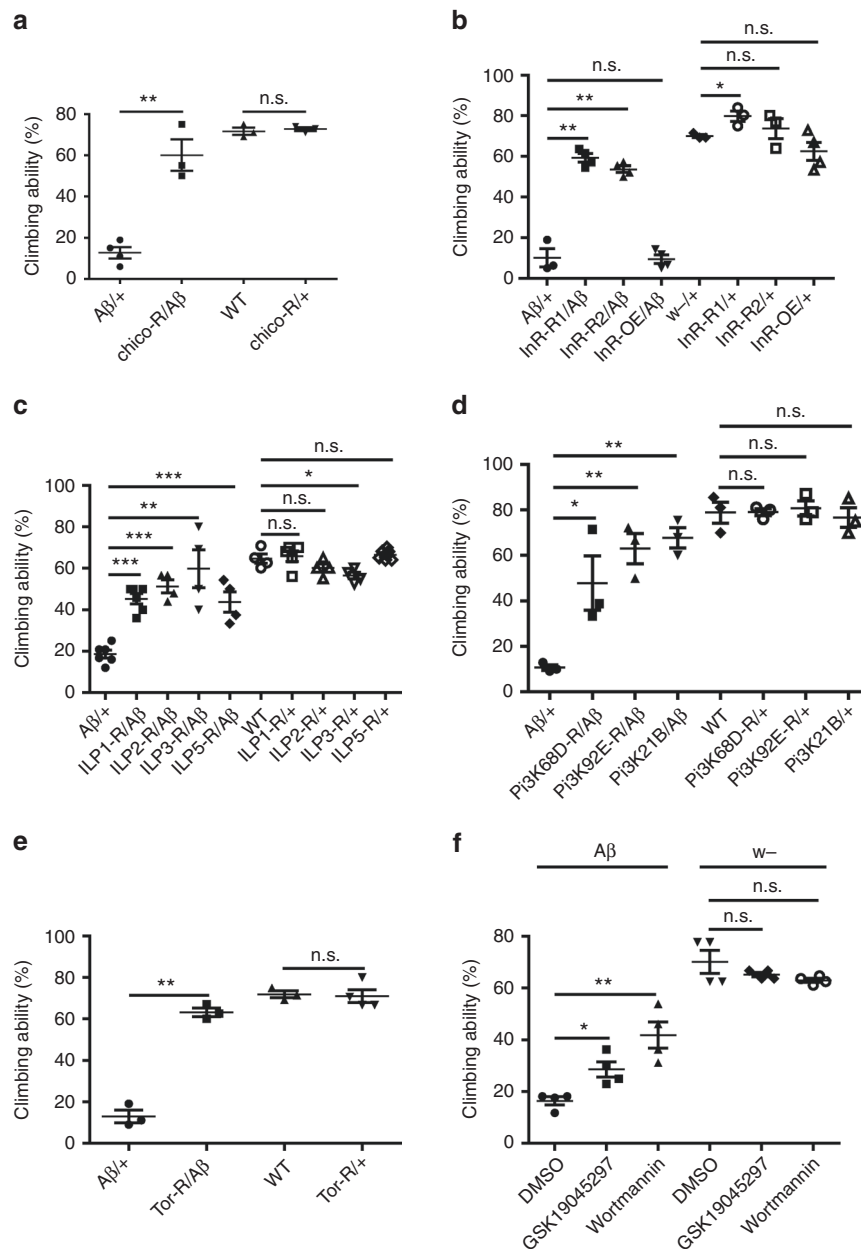 a
**
n.s.
80
60
40
20
0
Climbing ability (%)
Aβ/+
chico-R/Aβ
WT
chico-R/+
b
n.s.
n.s.
n.s.
**
*
**
100
80
60
40
20
0
Climbing ability (%)
Aβ/+
InR-R1/Aβ
InR-R2/Aβ
InR-OE/Aβ
w–/+
InR-R1/+
InR-R2/+
InR-OE/+
c
n.s.
***
*
**
n.s.
***
n.s.
***
100
80
60
40
20
0
Climbing ability (%)
Aβ/+
ILP1-R/Aβ
ILP2-R/Aβ
ILP3-R/Aβ
ILP5-R/Aβ
WT
ILP1-R/+
ILP2-R/+
ILP3-R/+
ILP5-R/+
d
n.s.
**
n.s.
**
n.s.
*
100
80
60
40
20
0
Climbing ability (%)
Aβ/+
Pi3K68D-R/Aβ
Pi3K92E-R/Aβ
Pi3K21B/Aβ
WT
Pi3K68D-R/+
Pi3K92E-R/+
Pi3K21B/+
e
**
n.s.
100
80
60
40
20
0
Climbing ability (%)
Aβ/+
Tor-R/Aβ
WT
Tor-R/+
f
Aβ
w–
n.s.
n.s.
**
*
80
60
40
20
0
Climbing ability (%)
DMSO
GSK19045297
Wortmannin
DMSO
GSK19045297
Wortmannin